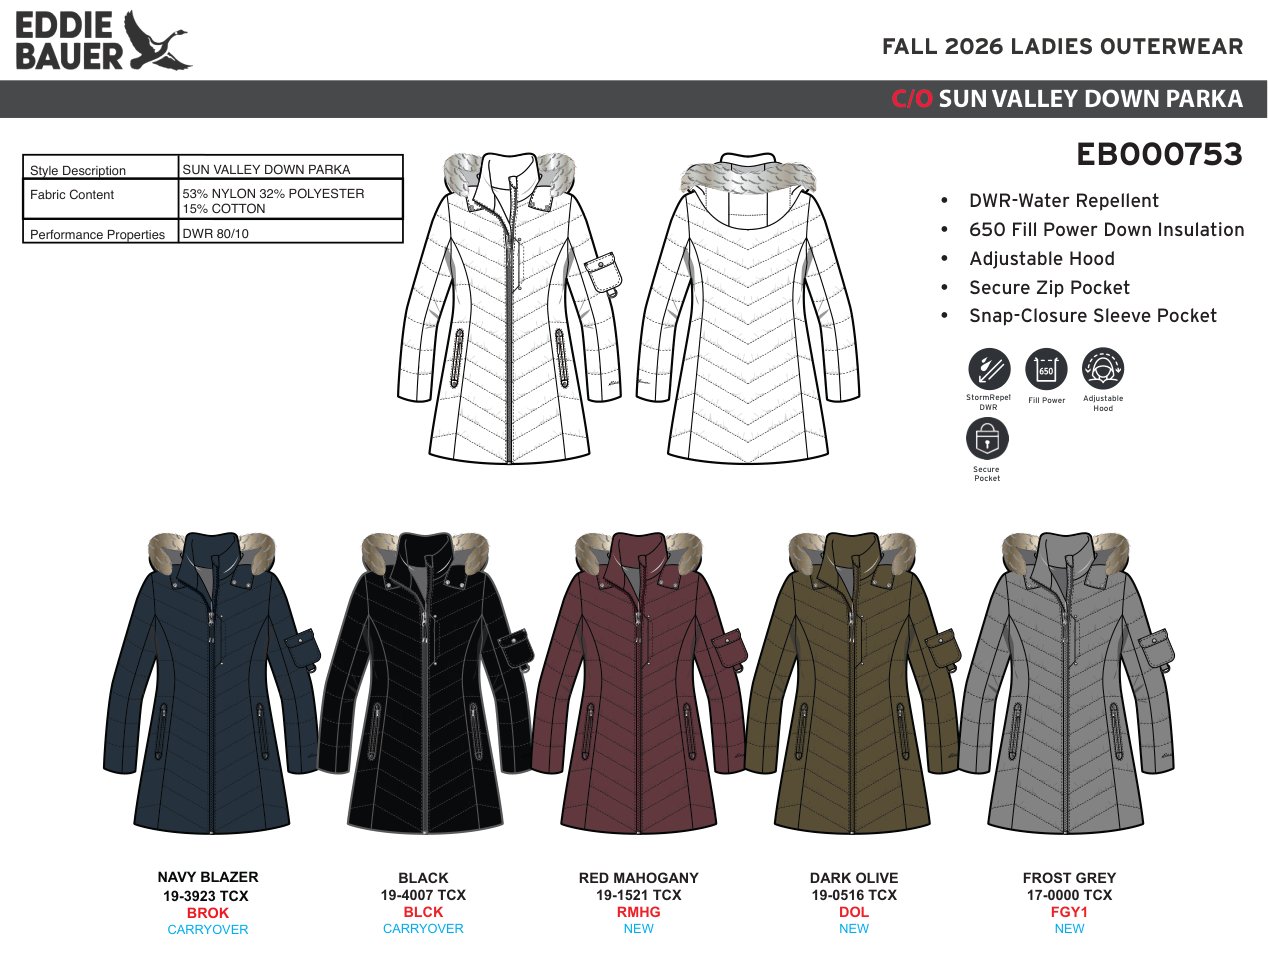 EDDIE
BAUER
FALL 2026 LADIES OUTERWEAR
C/O SUN VALLEY DOWN PARKA
EB000753
Style Description SUN VALLEY DOWN PARKA
Fabric Content 53% NYLON 32% POLYESTER
15% COTTON
Performance Properties DWR 80/10
• DWR-Water Repellent
• 650 Fill Power Down Insulation
• Adjustable Hood
• Secure Zip Pocket
• Snap-Closure Sleeve Pocket
650
StormRepel
DWR
Fill Power
Adjustable
Hood
Secure
Pocket
NAVY BLAZER
19-3923 TCX
BROK
CARRYOVER
BLACK
19-4007 TCX
BLCK
CARRYOVER
RED MAHOGANY
19-1521 TCX
RMHG
NEW
DARK OLIVE
19-0516 TCX
DOL
NEW
FROST GREY
17-0000 TCX
FGY1
NEW